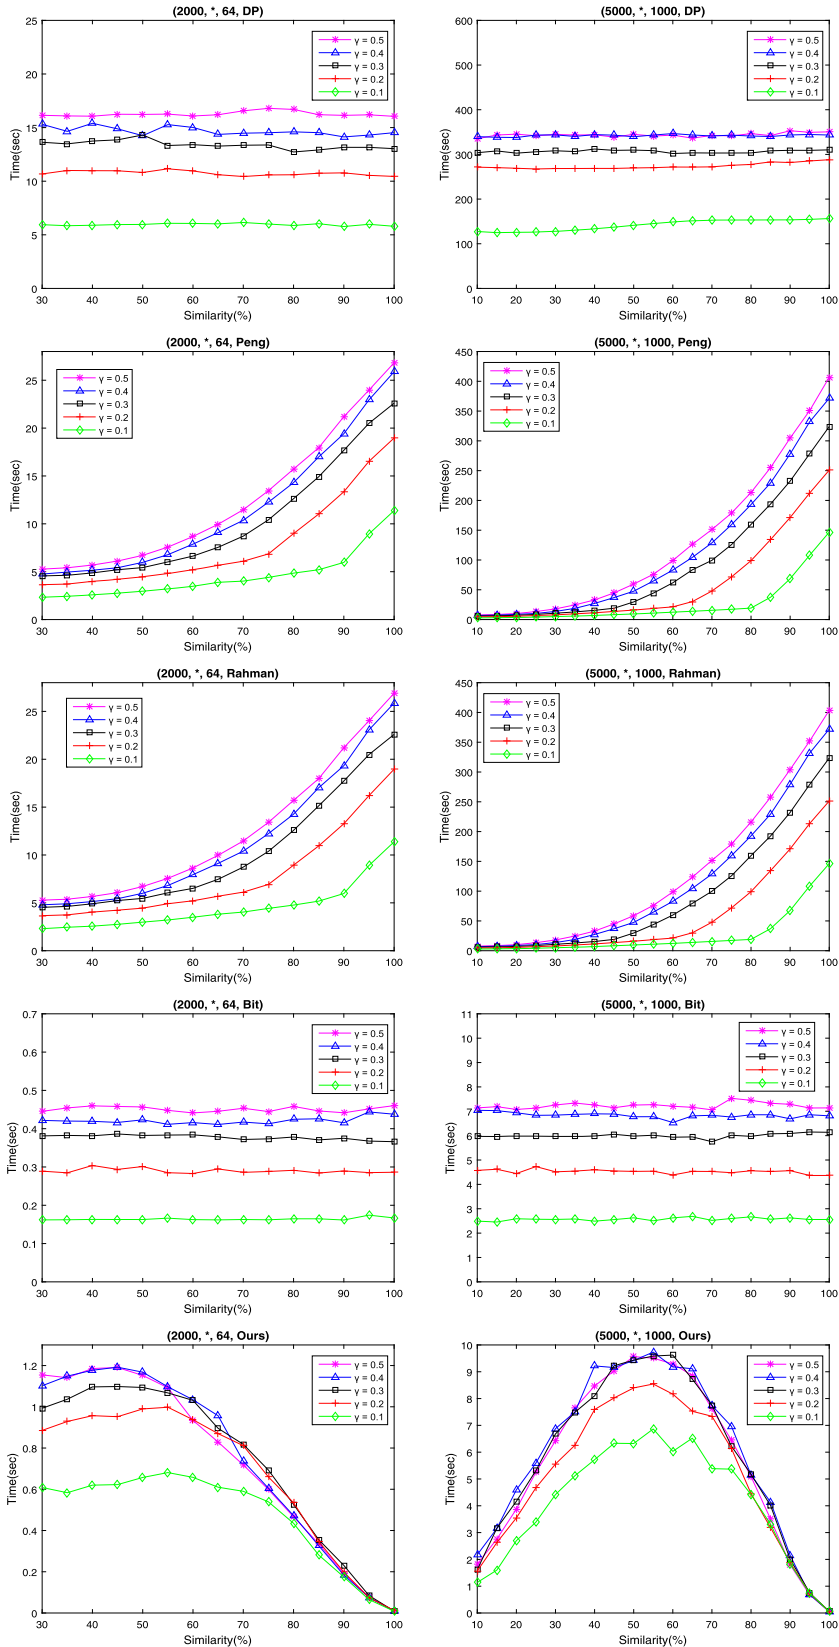 (2000, *, 64, DP)
Time(sec)
25
20
15
10
5
0
30 40 50 60 70 80 90 100
Similarity(%)
γ = 0.5
γ = 0.4
γ = 0.3
γ = 0.2
γ = 0.1
(5000, *, 1000, DP)
Time(sec)
600
500
400
300
200
100
0
10 20 30 40 50 60 70 80 90 100
Similarity(%)
γ = 0.5
γ = 0.4
γ = 0.3
γ = 0.2
γ = 0.1
(2000, *, 64, Peng)
Time(sec)
25
20
15
10
5
0
30 40 50 60 70 80 90 100
Similarity(%)
γ = 0.5
γ = 0.4
γ = 0.3
γ = 0.2
γ = 0.1
(5000, *, 1000, Peng)
Time(sec)
450
400
350
300
250
200
150
100
50
0
10 20 30 40 50 60 70 80 90 100
Similarity(%)
γ = 0.5
γ = 0.4
γ = 0.3
γ = 0.2
γ = 0.1
(2000, *, 64, Rahman)
Time(sec)
25
20
15
10
5
0
30 40 50 60 70 80 90 100
Similarity(%)
γ = 0.5
γ = 0.4
γ = 0.3
γ = 0.2
γ = 0.1
(5000, *, 1000, Rahman)
Time(sec)
450
400
350
300
250
200
150
100
50
0
10 20 30 40 50 60 70 80 90 100
Similarity(%)
γ = 0.5
γ = 0.4
γ = 0.3
γ = 0.2
γ = 0.1
(2000, *, 64, Bit)
Time(sec)
0.7
0.6
0.5
0.4
0.3
0.2
0.1
0
30 40 50 60 70 80 90 100
Similarity(%)
γ = 0.5
γ = 0.4
γ = 0.3
γ = 0.2
γ = 0.1
(5000, *, 1000, Bit)
Time(sec)
11
10
9
8
7
6
5
4
3
2
1
0
10 20 30 40 50 60 70 80 90 100
Similarity(%)
γ = 0.5
γ = 0.4
γ = 0.3
γ = 0.2
γ = 0.1
(2000, *, 64, Ours)
Time(sec)
1.2
1
0.8
0.6
0.4
0.2
0
30 40 50 60 70 80 90 100
Similarity(%)
γ = 0.5
γ = 0.4
γ = 0.3
γ = 0.2
γ = 0.1
(5000, *, 1000, Ours)
Time(sec)
10
9
8
7
6
5
4
3
2
1
0
10 20 30 40 50 60 70 80 90 100
Similarity(%)
γ = 0.5
γ = 0.4
γ = 0.3
γ = 0.2
γ = 0.1